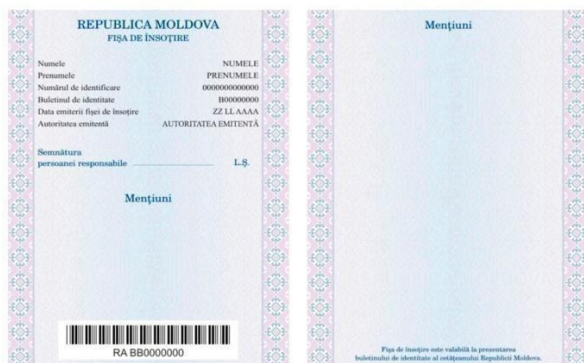 REPUBLICA MOLDOVA
FIȘA DE ÎNSOȚIRE
Numele NUMELE
Prenumele PRENUMELE
Numărul de identificare 0000000000000
Buletinul de identitate B00000000
Data emiterii fișei de însoțire ZZ LL AAAA
Autoritatea emitentă AUTORITATEA EMITENTĂ
Semnătura
persoanei responsabile L.Ș.
Mențiuni
RA BB0000000
Mențiuni
Fișa de însoțire este valabilă la prezentarea
buletinului de identitate al cetățeanului Republicii Moldova.